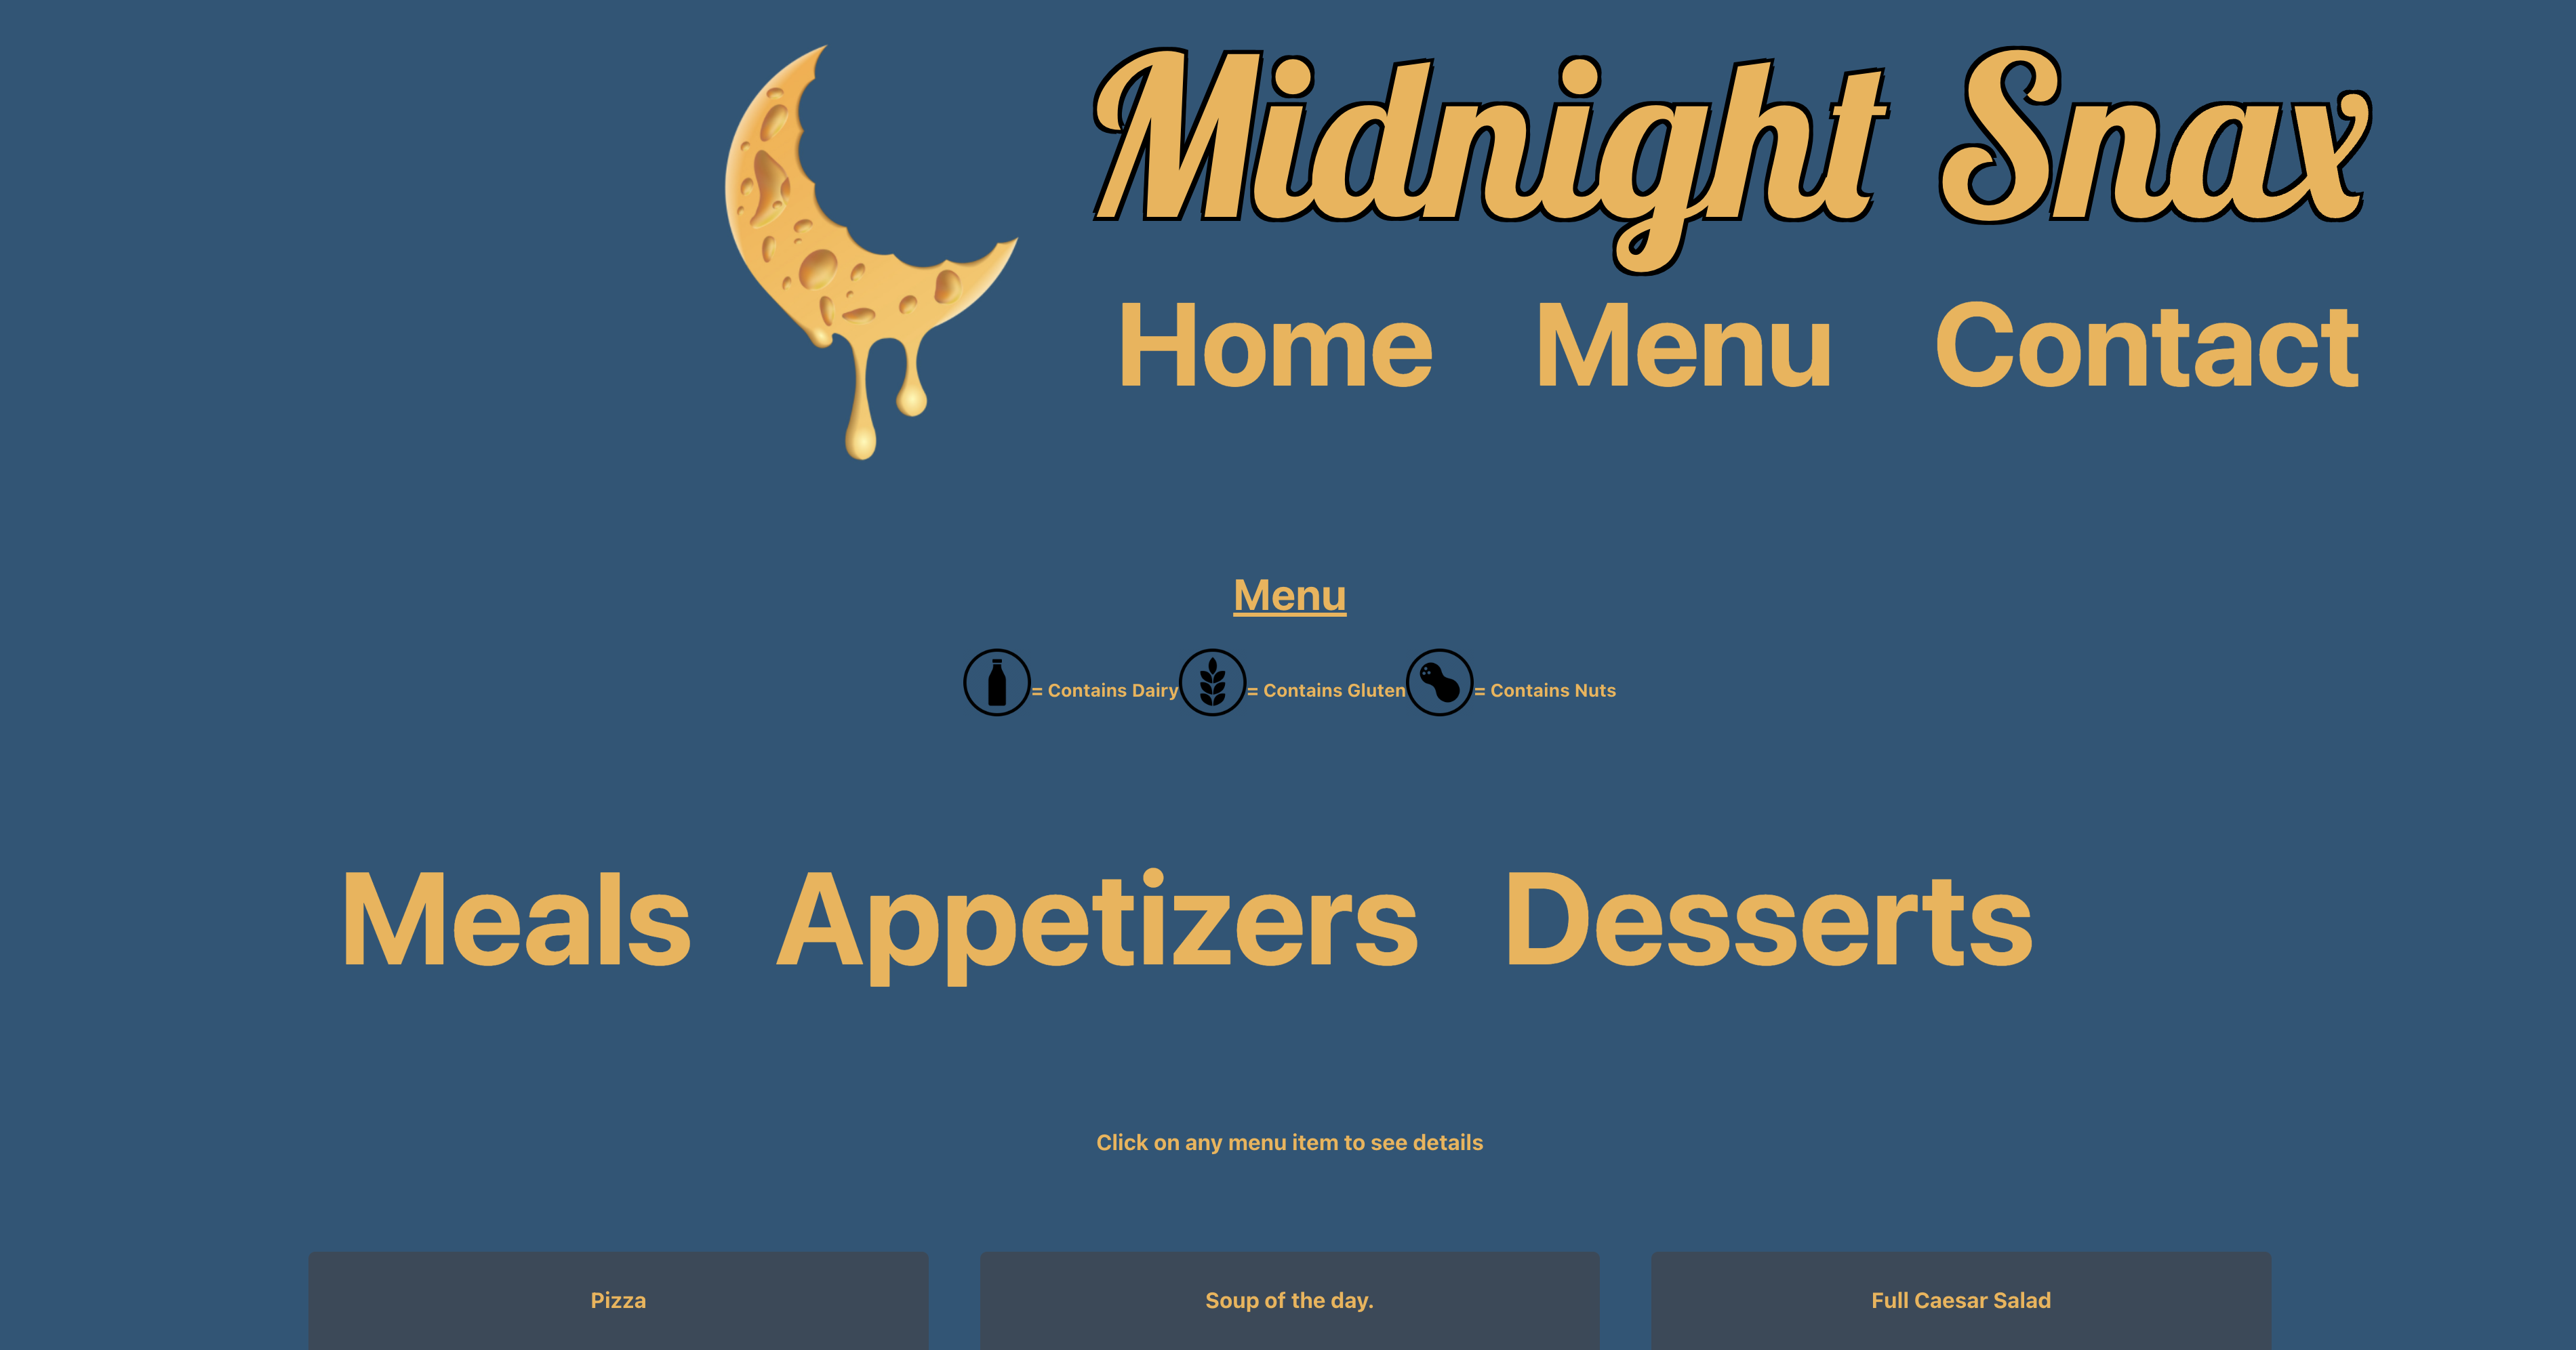 Midnight Snax
Home Menu Contact
Menu
= Contains Dairy = Contains Gluten = Contains Nuts
Meals Appetizers Desserts
Click on any menu item to see details
Pizza Soup of the day. Full Caesar Salad